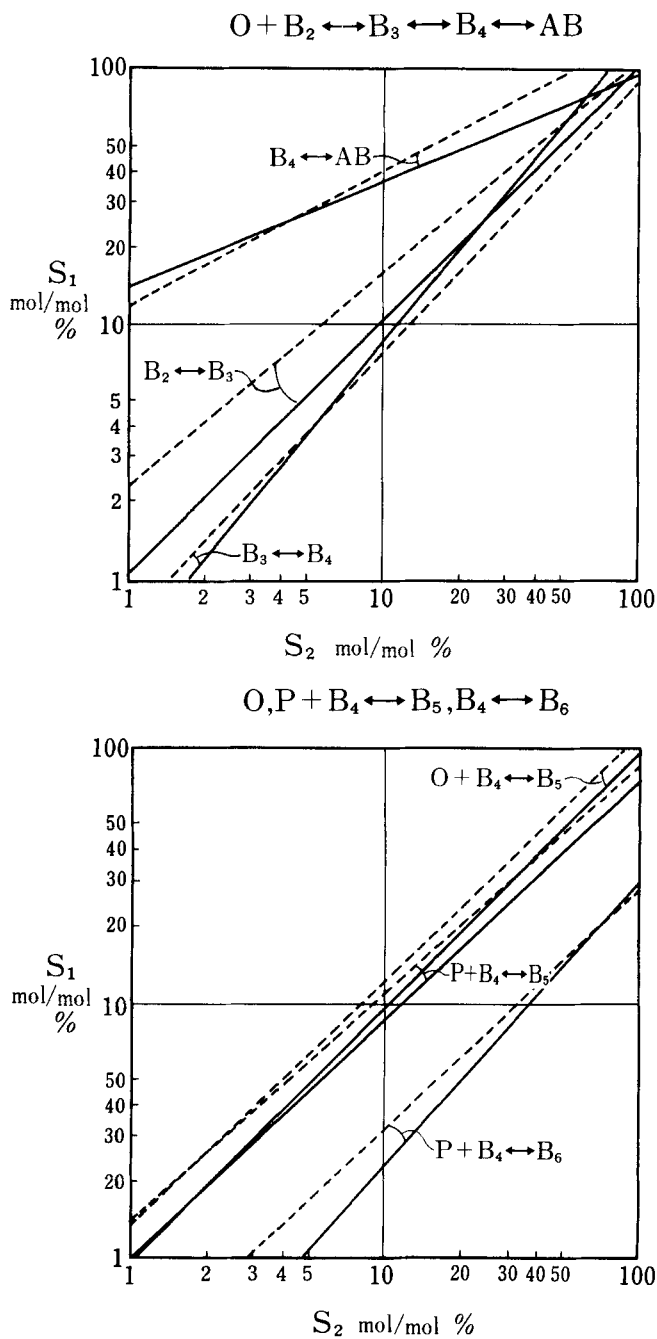 O + B₂ ⟷ B₃ ⟷ B₄ ⟷ AB
100
50
40
30
20
10
5
4
3
2
1
S₁
mol/mol
%
B₄ ⟷ AB
B₂ ⟷ B₃
B₃ ⟷ B₄
1 2 3 4 5 10 20 30 40 50 100
S₂ mol/mol %
O,P + B₄ ⟷ B₅, B₄ ⟷ B₆
100
50
40
30
20
10
50
40
30
20
1
S₁
mol/mol
%
O + B₄ ⟷ B₅
P+B₄ ⟷ B₅
P+B₄ ⟷ B₆
1 2 3 4 5 10 20 30 40 50 100
S₂ mol/mol %